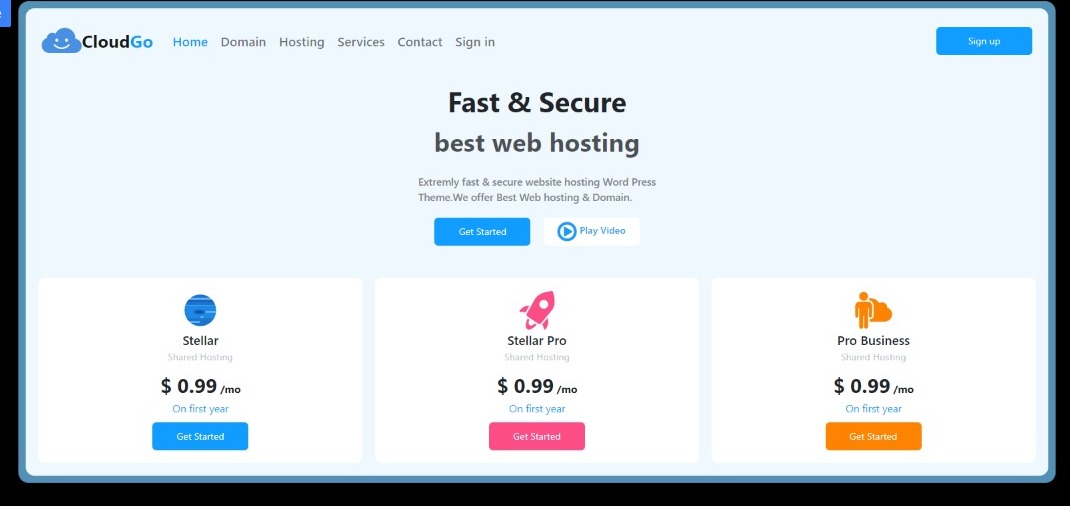 CloudGo Home Domain Hosting Services Contact Sign in Sign up
Fast & Secure
best web hosting
Extremly fast & secure website hosting Word Press
Theme.We offer Best Web hosting & Domain.
Get Started Play Video
Stellar
Shared Hosting
$ 0.99 /mo
On first year
Get Started
Stellar Pro
Shared Hosting
$ 0.99 /mo
On first year
Get Started
Pro Business
Shared Hosting
$ 0.99 /mo
On first year
Get Started